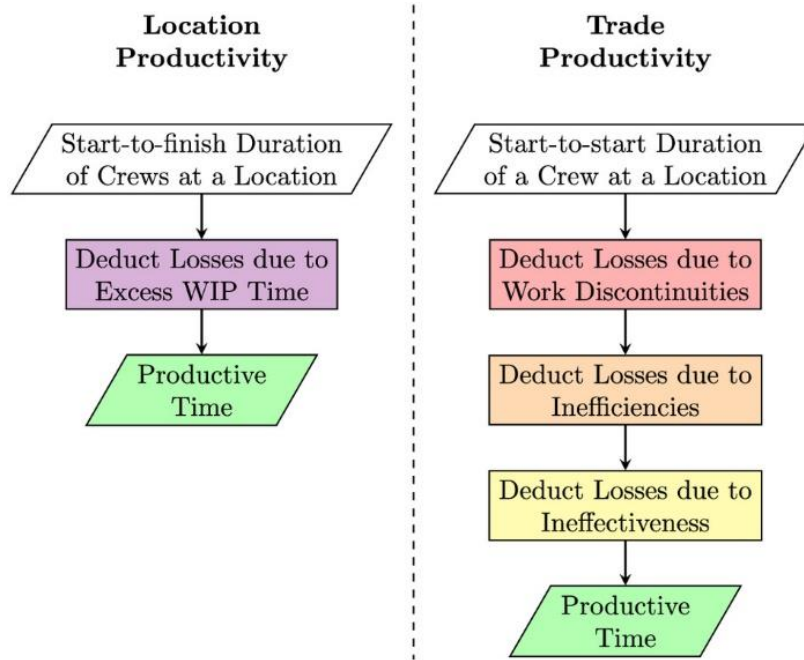 Location
Productivity
Start-to-finish Duration
of Crews at a Location
Deduct Losses due to
Excess WIP Time
Productive
Time
Trade
Productivity
Start-to-start Duration
of a Crew at a Location
Deduct Losses due to
Work Discontinuities
Deduct Losses due to
Inefficiencies
Deduct Losses due to
Ineffectiveness
Productive
Time